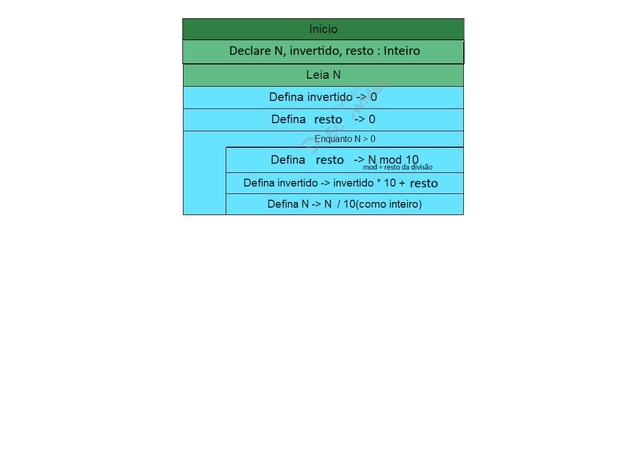 Inicio
Declare N, invertido, resto : Inteiro
Leia N
Defina invertido -> 0
Defina resto -> 0
Enquanto N > 0
Defina resto -> N mod 10
mod = resto da divisão
Defina invertido -> invertido * 10 + resto
Defina N -> N / 10(como inteiro)